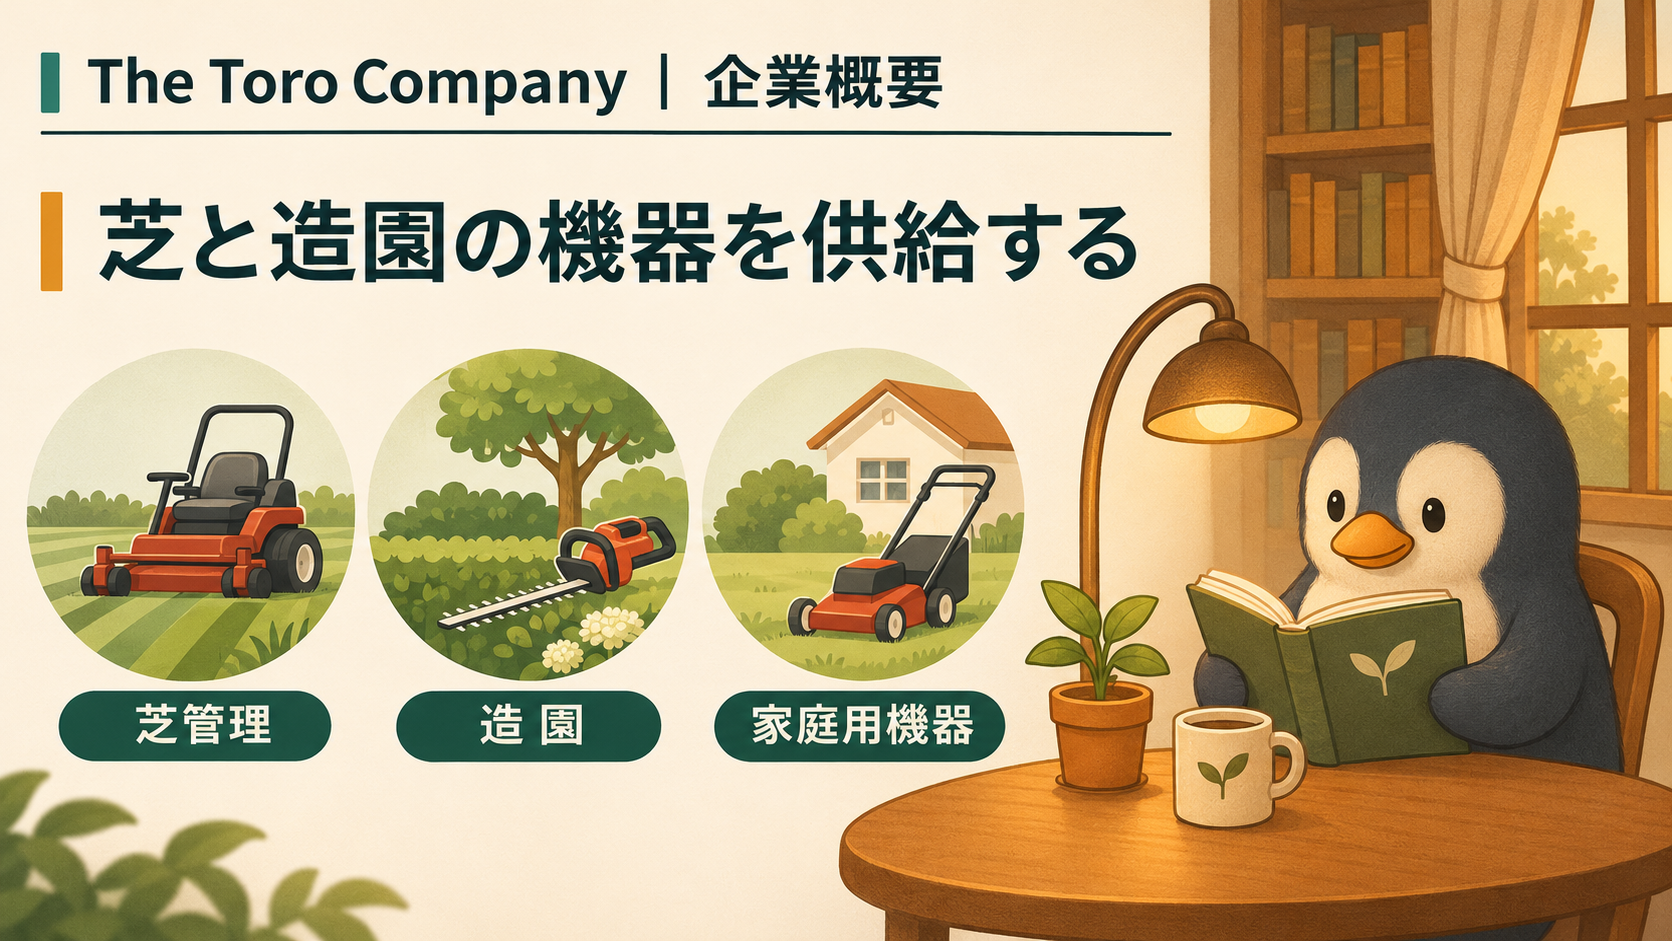 The Toro Company｜企業概要
芝と造園の機器を供給する
芝管理
造園
家庭用機器